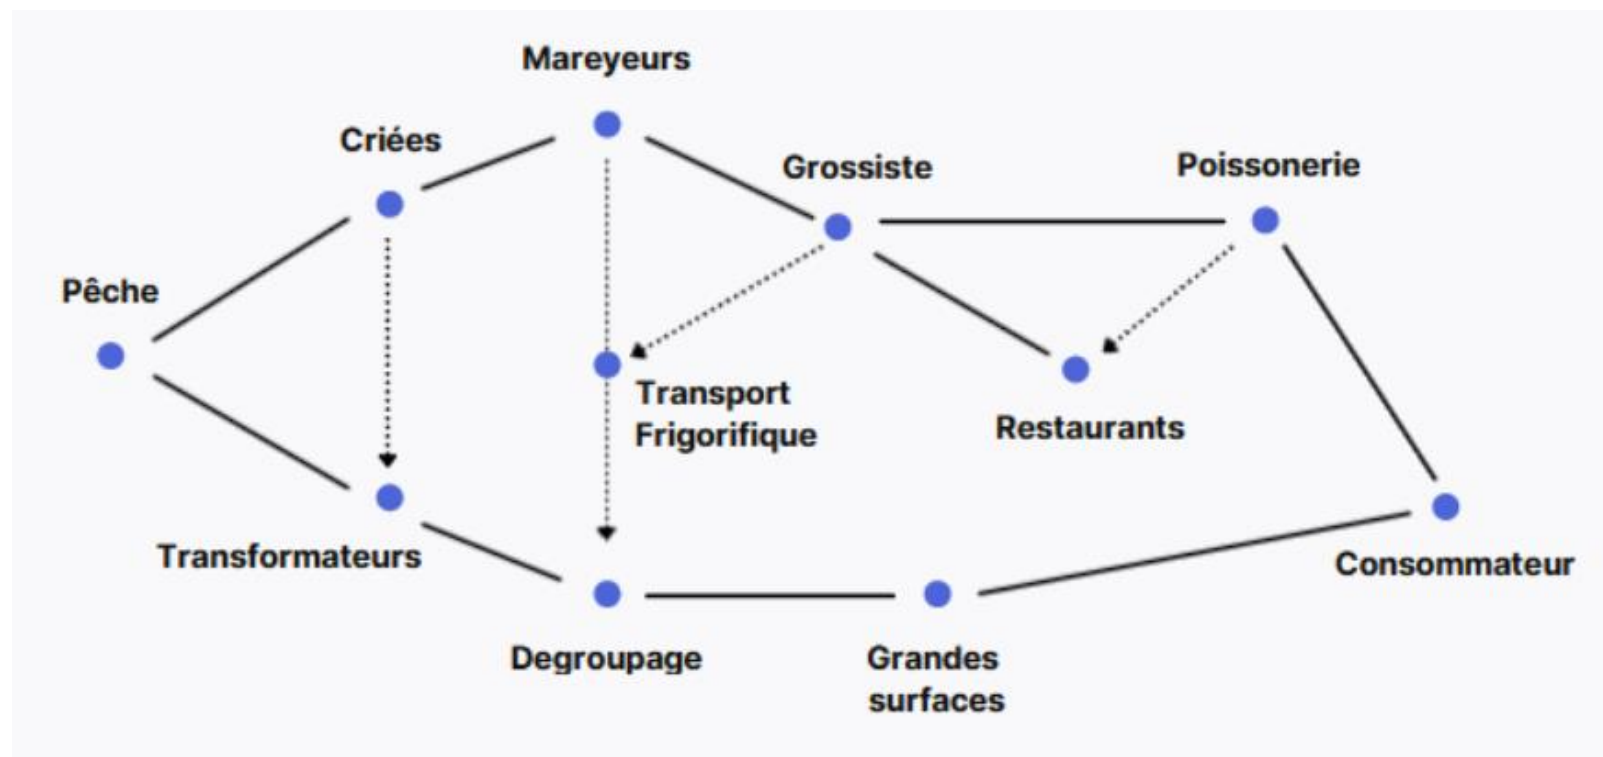 Mareyeurs
Criées
Grossiste
Poissonerie
Pêche
Transport
Frigorifique
Restaurants
Transformateurs
Consommateur
Degroupage
Grandes
surfaces